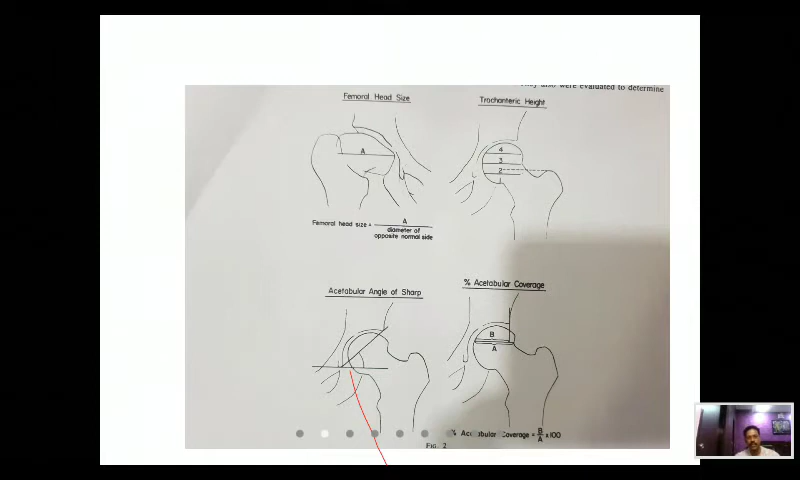 also were evaluated to determine
Femoral Head Size
Trochanteric Height
A
4
3
2
1
Femoral head size = A
diameter of
opposite normal side
Acetabular Angle of Sharp
% Acetabular Coverage
B
A
% Acetabular Coverage = B/A x 100
FIG. 2